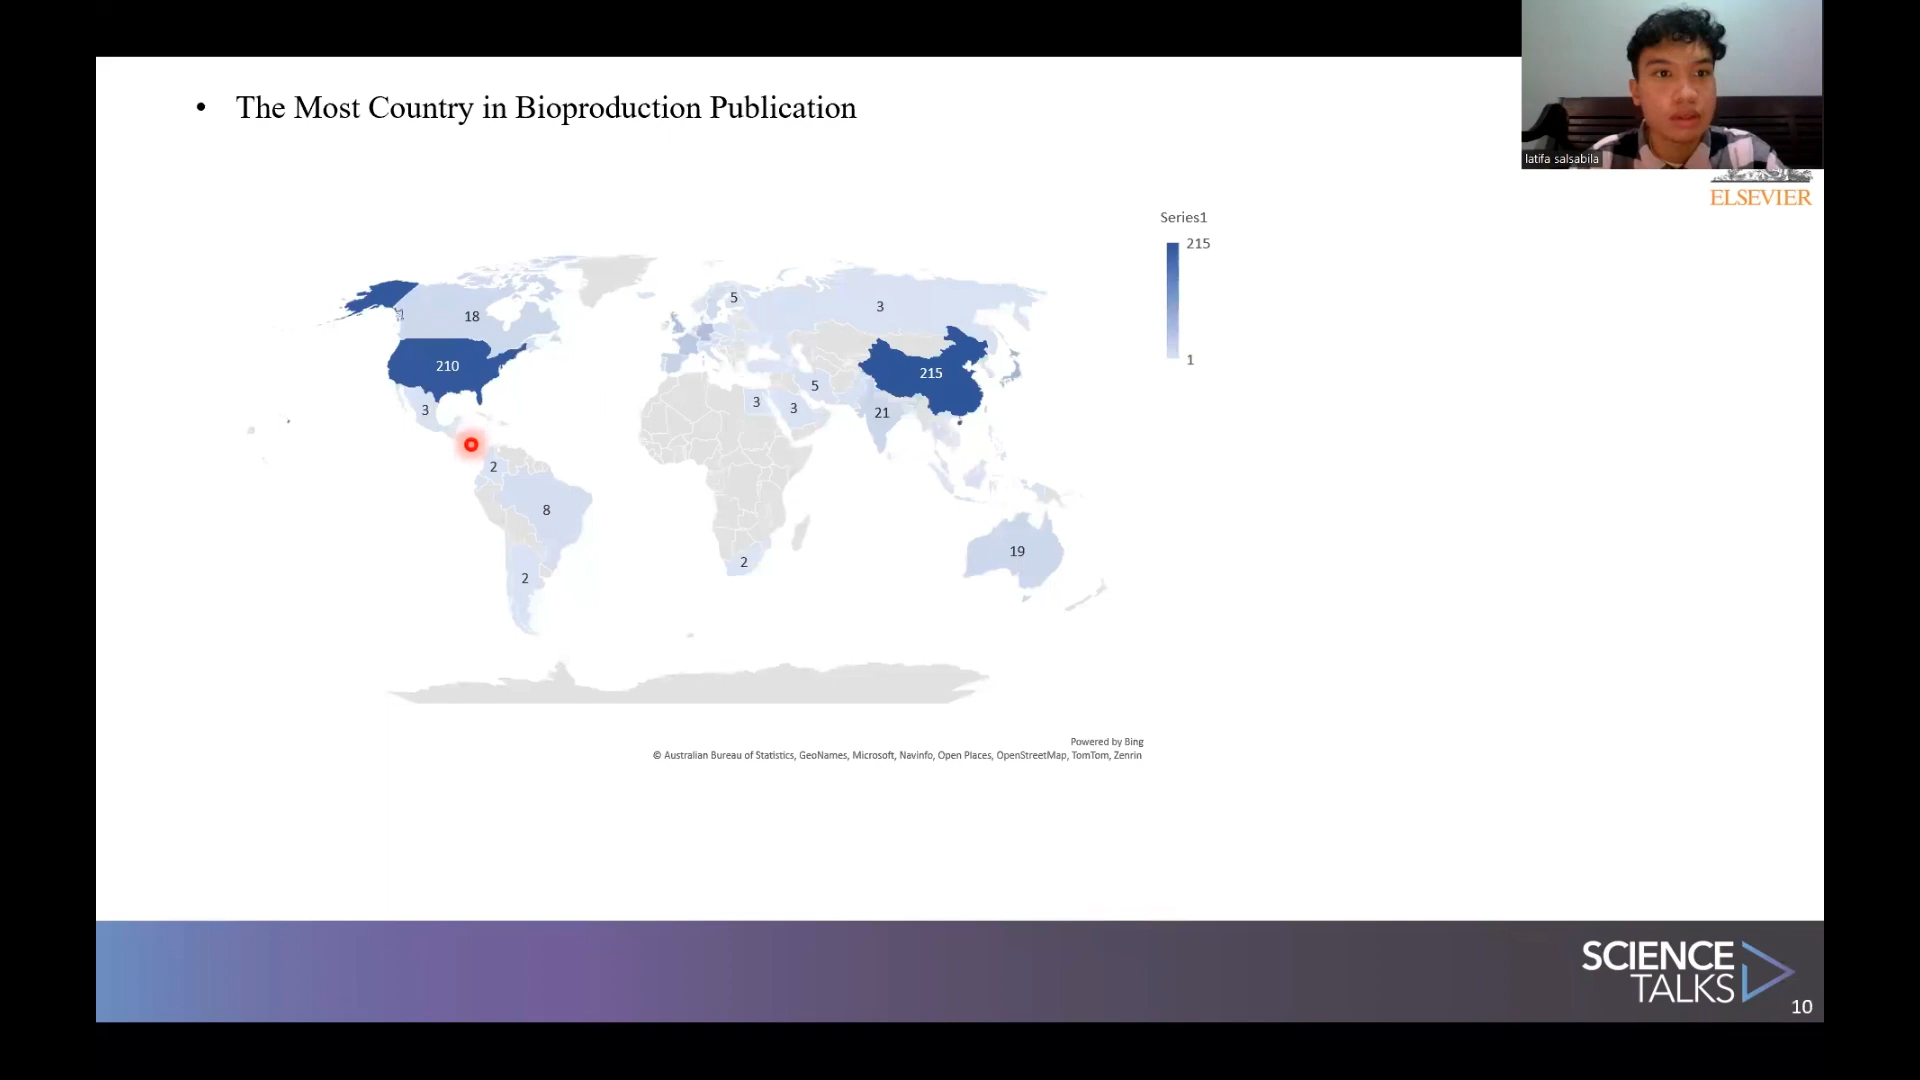 • The Most Country in Bioproduction Publication
latifa salsabila
ELSEVIER
Series1
215
1
5
3
18
210
215
3
5
3
3
21
2
8
19
2
2
Powered by Bing
© Australian Bureau of Statistics, GeoNames, Microsoft, Navinfo, Open Places, OpenStreetMap, TomTom, Zenrin
SCIENCE
TALKS
10